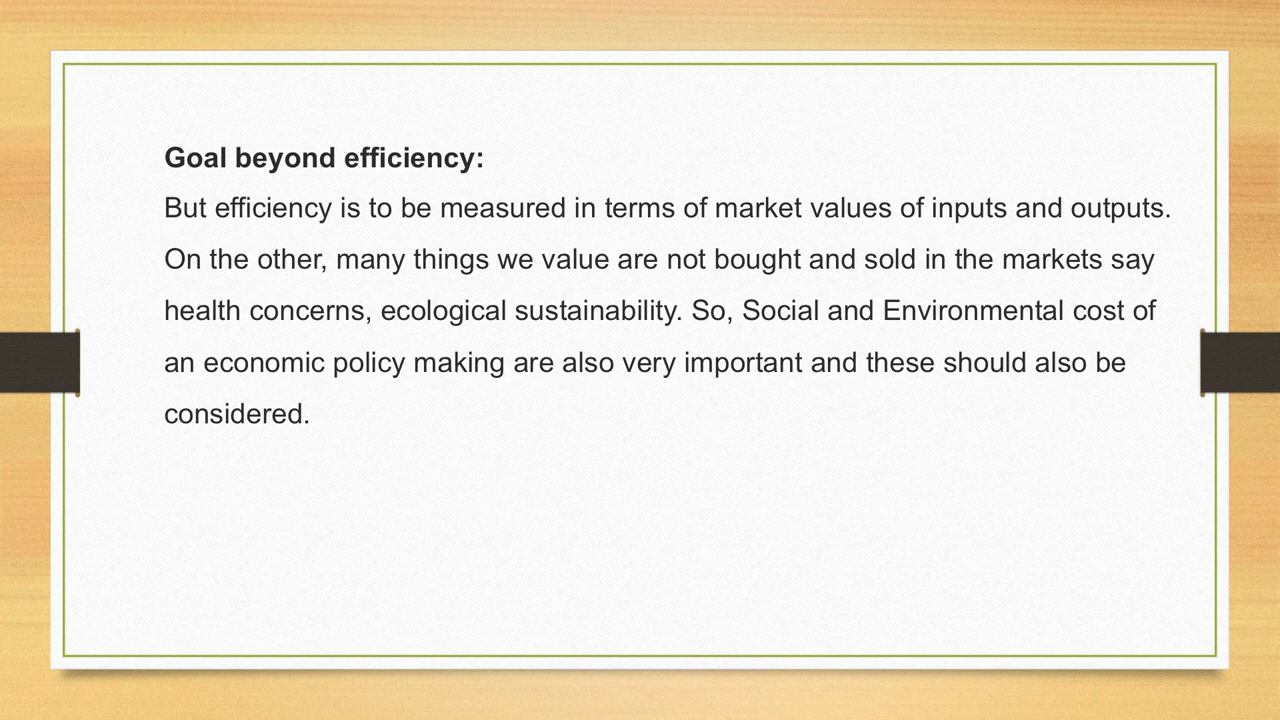 Goal beyond efficiency:
But efficiency is to be measured in terms of market values of inputs and outputs.
On the other, many things we value are not bought and sold in the markets say
health concerns, ecological sustainability. So, Social and Environmental cost of
an economic policy making are also very important and these should also be
considered.